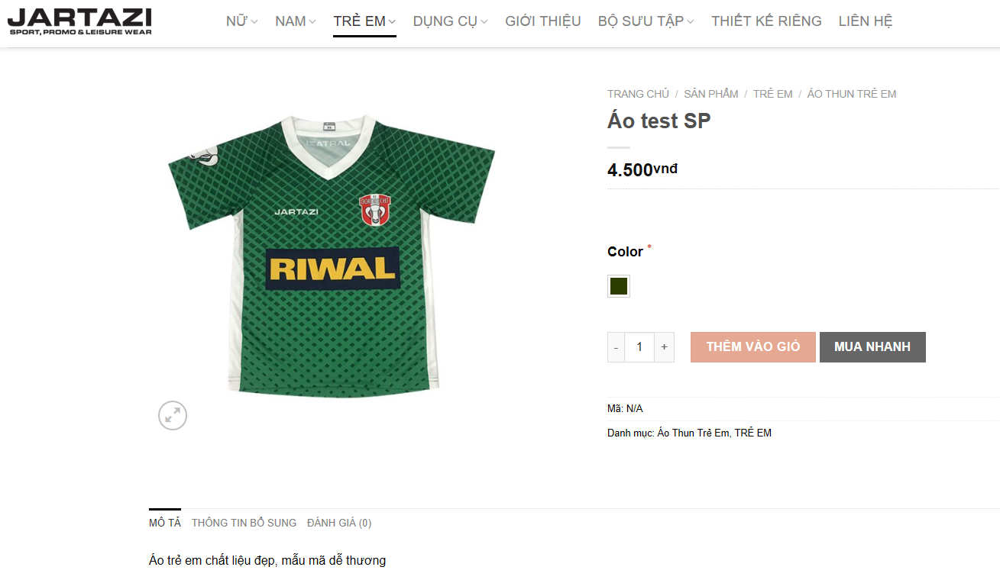 JARTAZI
SPORT, PROMO & LEISURE WEAR
NỮ NAM TRẺ EM DỤNG CỤ GIỚI THIỆU BỘ SƯU TẬP THIẾT KẾ RIÊNG LIÊN HỆ
TRANG CHỦ / SẢN PHẨM / TRẺ EM / ÁO THUN TRẺ EM
Áo test SP
4.500vnđ
JARTAZI
DORDRECHT
RIWAL
Color *
- 1 + THÊM VÀO GIỎ MUA NHANH
Mã: N/A
Danh mục: Áo Thun Trẻ Em, TRẺ EM
MÔ TẢ THÔNG TIN BỔ SUNG ĐÁNH GIÁ (0)
Áo trẻ em chất liệu đẹp, mẫu mã dễ thương